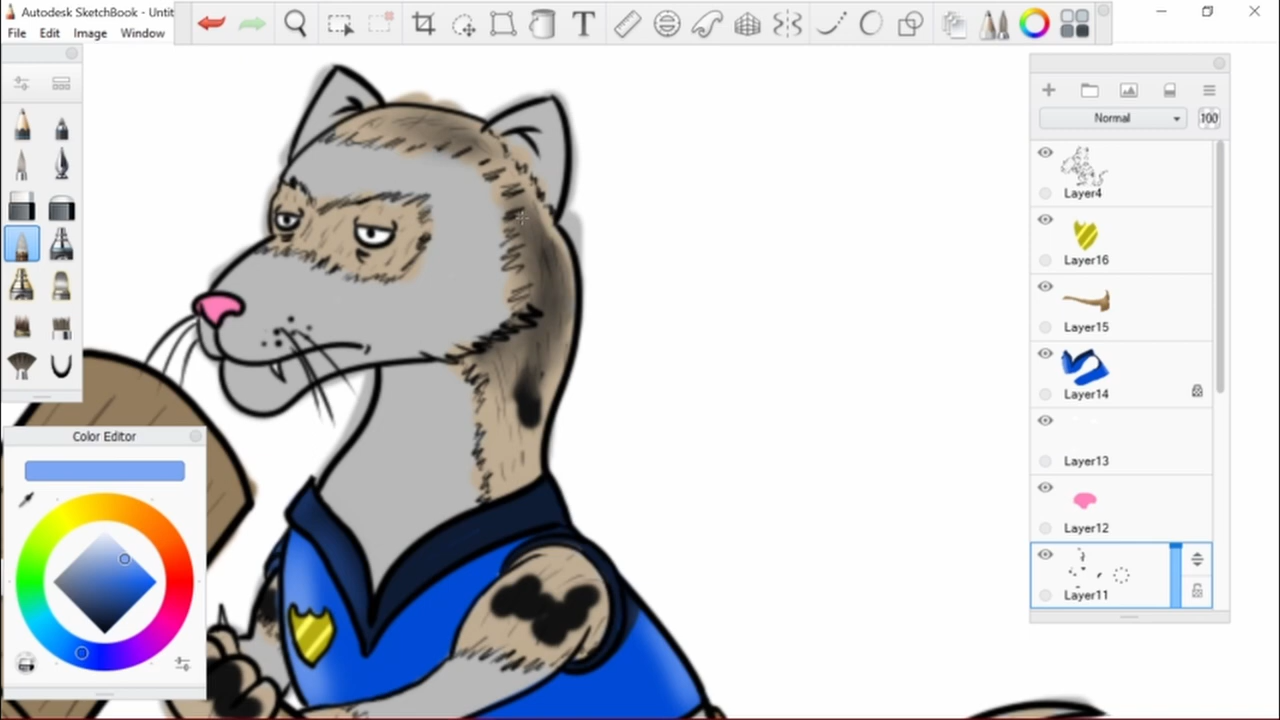 Autodesk SketchBook - Untit
File Edit Image Window
T
Normal
100
Layer4
Layer16
Layer15
Layer14
Layer13
Layer12
Layer11
Color Editor